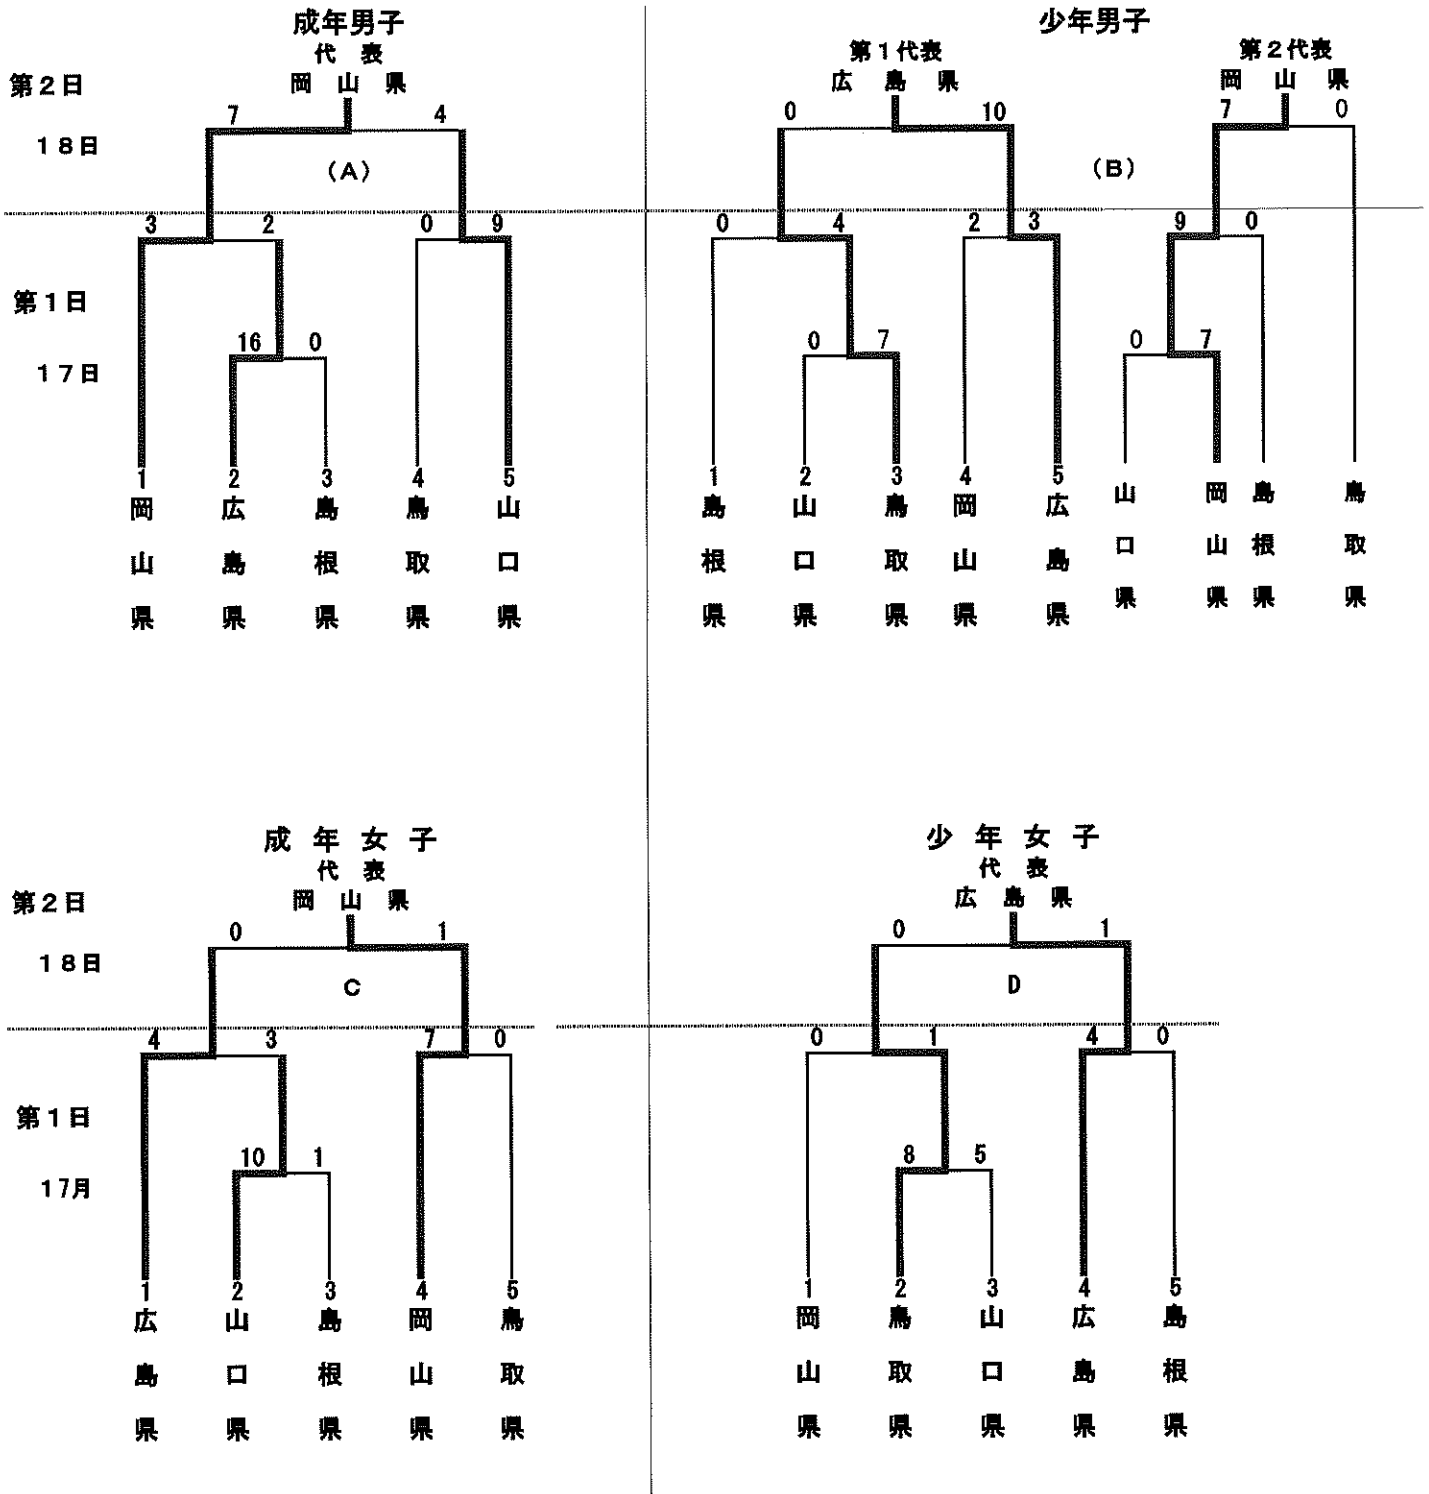 成年男子
代 表
岡 山 県
第2日
7 4
18日
(A)
3 2 0 9
第1日
16 0
17日
1 2 3 4 5
岡山県 広島県 島根県 鳥取県 山口県
少年男子
第1代表 第2代表
広 島 県 岡 山 県
0 10 7 0
(B)
0 4 2 3 9 0
0 7 0 7
1 2 3 4 5
島根県 山口県 鳥取県 岡山県 広島県 山口県 岡山県 島根県 鳥取県
成 年 女 子
代 表
岡 山 県
第2日
0 1
18日
C
4 3 7 0
第1日
10 1
17月
1 2 3 4 5
広島県 山口県 島根県 岡山県 鳥取県
少 年 女 子
代 表
広 島 県
0 1
D
0 1 4 0
8 5
1 2 3 4 5
岡山県 鳥取県 山口県 広島県 島根県